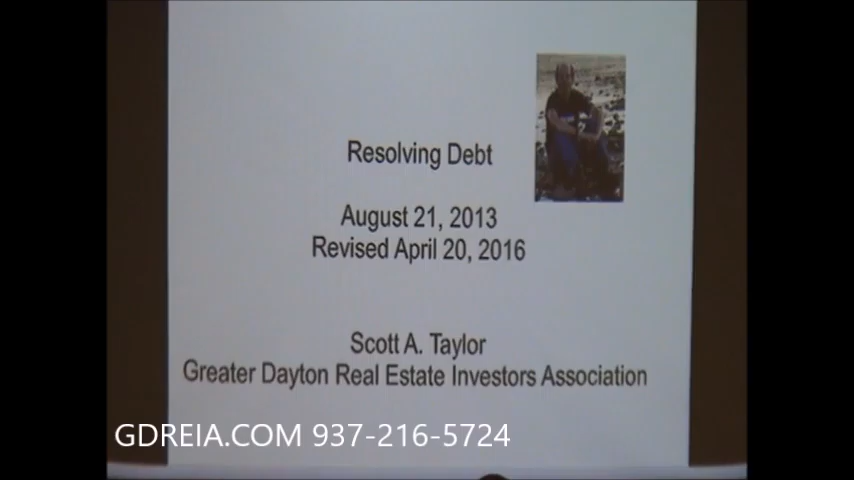 Resolving Debt
August 21, 2013
Revised April 20, 2016
Scott A. Taylor
Greater Dayton Real Estate Investors Association
GDREIA.COM 937-216-5724